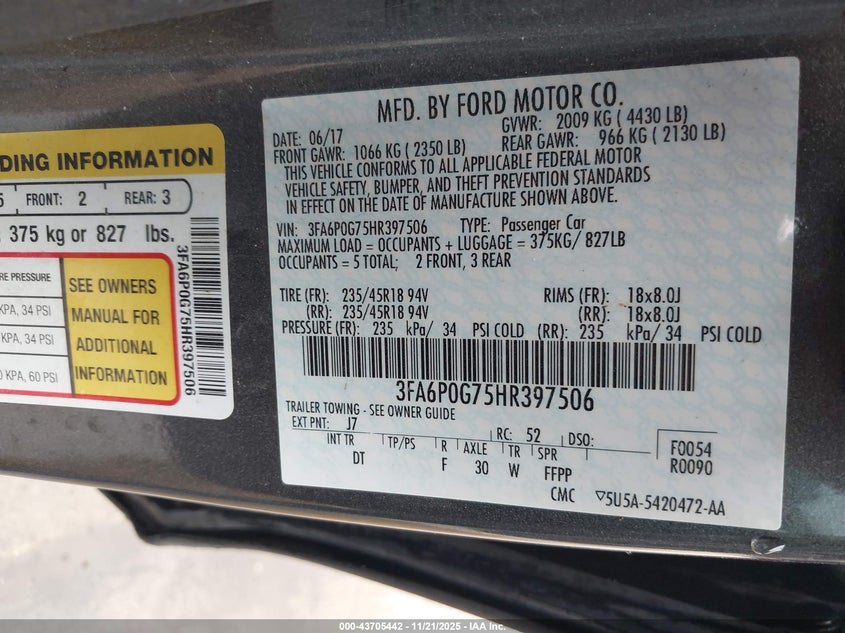 DING INFORMATION
5 FRONT: 2 REAR: 3
375 kg or 827 lbs.
RE PRESSURE
KPA, 34 PSI
KPA, 34 PSI
0 KPA, 60 PSI
SEE OWNERS
MANUAL FOR
ADDITIONAL
INFORMATION
3FA6P0G75HR397506
MFD. BY FORD MOTOR CO.
DATE: 06/17 GVWR: 2009 KG ( 4430 LB)
FRONT GAWR: 1066 KG ( 2350 LB) REAR GAWR: 966 KG ( 2130 LB)
THIS VEHICLE CONFORMS TO ALL APPLICABLE FEDERAL MOTOR
VEHICLE SAFETY, BUMPER, AND THEFT PREVENTION STANDARDS
IN EFFECT ON THE DATE OF MANUFACTURE SHOWN ABOVE.
VIN: 3FA6P0G75HR397506 TYPE: Passenger Car
MAXIMUM LOAD = OCCUPANTS + LUGGAGE = 375KG/ 827LB
OCCUPANTS = 5 TOTAL; 2 FRONT, 3 REAR
TIRE (FR): 235/45R18 94V RIMS (FR): 18x8.0J
(RR): 235/45R18 94V (RR): 18x8.0J
PRESSURE (FR): 235 kPa/ 34 PSI COLD (RR): 235 kPa/ 34 PSI COLD
3FA6P0G75HR397506
TRAILER TOWING - SEE OWNER GUIDE
EXT PNT: J7 RC: 52 DSO: F0054
INT TR TP/PS R AXLE TR SPR R0090
DT F 30 W FFPP
CMC ▽5U5A-5420472-AA
000-43705442 — 11/21/2025 — IAA Inc.